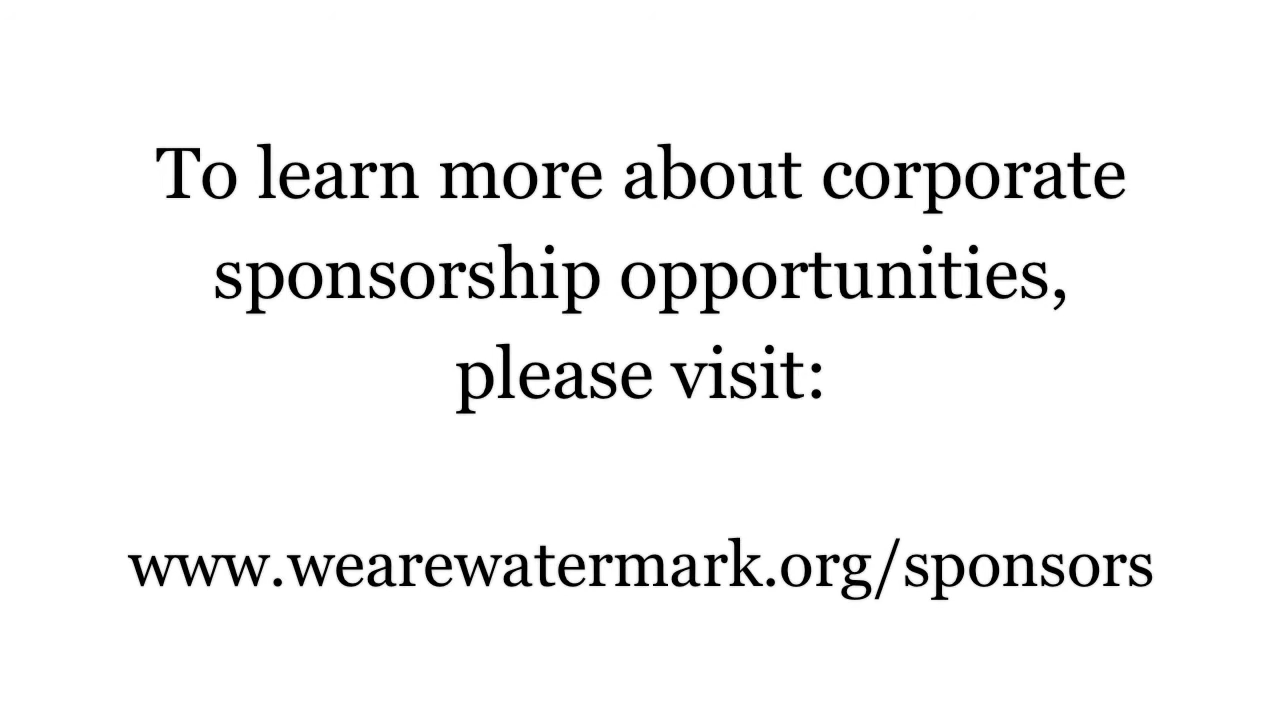 To learn more about corporate
sponsorship opportunities,
please visit:
www.wearewatermark.org/sponsors